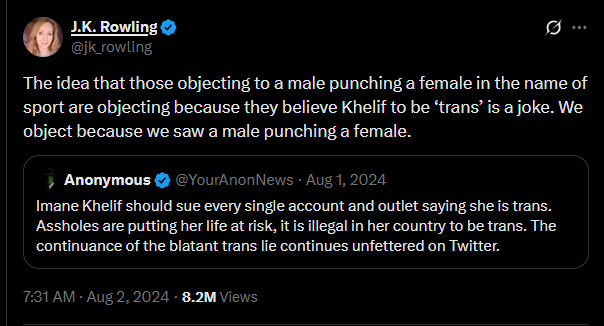 J.K. Rowling
@jk_rowling
The idea that those objecting to a male punching a female in the name of
sport are objecting because they believe Khelif to be ‘trans’ is a joke. We
object because we saw a male punching a female.
Anonymous @YourAnonNews · Aug 1, 2024
Imane Khelif should sue every single account and outlet saying she is trans.
Assholes are putting her life at risk, it is illegal in her country to be trans. The
continuance of the blatant trans lie continues unfettered on Twitter.
7:31 AM · Aug 2, 2024 · 8.2M Views